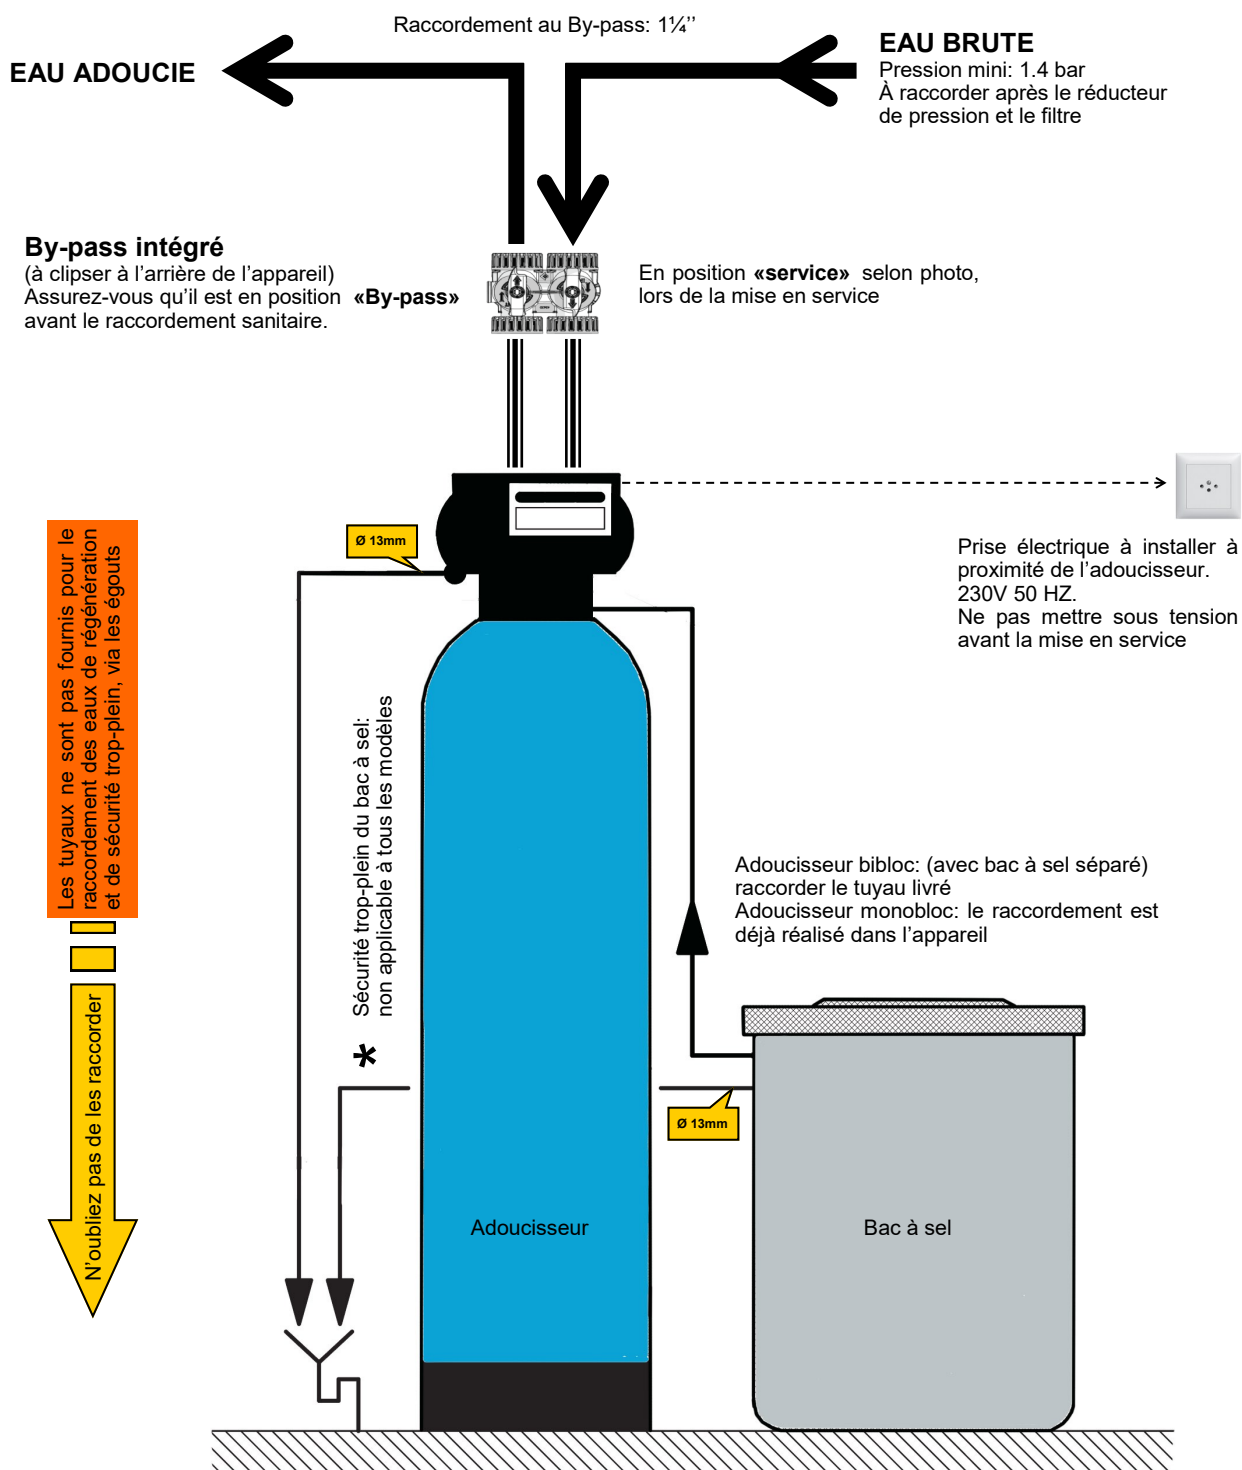 Raccordement au By-pass: 1¼’’
EAU ADOUCIE
EAU BRUTE
Pression mini: 1.4 bar
À raccorder après le réducteur
de pression et le filtre
By-pass intégré
(à clipser à l’arrière de l’appareil)
Assurez-vous qu’il est en position «By-pass»
avant le raccordement sanitaire.
En position «service» selon photo,
lors de la mise en service
Prise électrique à installer à
proximité de l’adoucisseur.
230V 50 HZ.
Ne pas mettre sous tension
avant la mise en service
Ø 13mm
Les tuyaux ne sont pas fournis pour le
raccordement des eaux de régénération
et de sécurité trop-plein, via les égouts
N’oubliez pas de les raccorder
* Sécurité trop-plein du bac à sel:
non applicable à tous les modèles
Adoucisseur bibloc: (avec bac à sel séparé)
raccorder le tuyau livré
Adoucisseur monobloc: le raccordement est
déjà réalisé dans l’appareil
Ø 13mm
Adoucisseur
Bac à sel